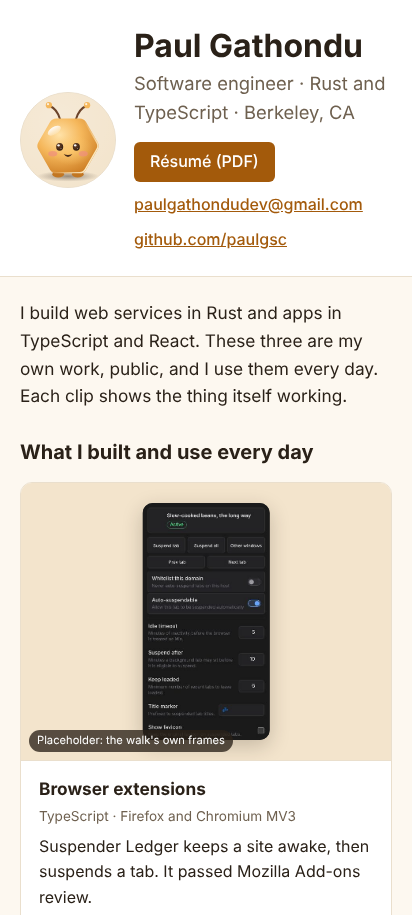 Paul Gathondu
Software engineer · Rust and
TypeScript · Berkeley, CA
Résumé (PDF)
paulgathondudev@gmail.com
github.com/paulgsc
I build web services in Rust and apps in
TypeScript and React. These three are my
own work, public, and I use them every day.
Each clip shows the thing itself working.
What I built and use every day
Slow-cooked beans, the long way
Active
Suspend tab Suspend all Other windows
Prev tab Next tab
Whitelist this domain
Auto-suspendable
Idle timeout
5
Suspend after
10
Keep loaded
Title marker
Show favicon
Placeholder: the walk's own frames
Browser extensions
TypeScript · Firefox and Chromium MV3
Suspender Ledger keeps a site awake, then
suspends a tab. It passed Mozilla Add-ons
review.